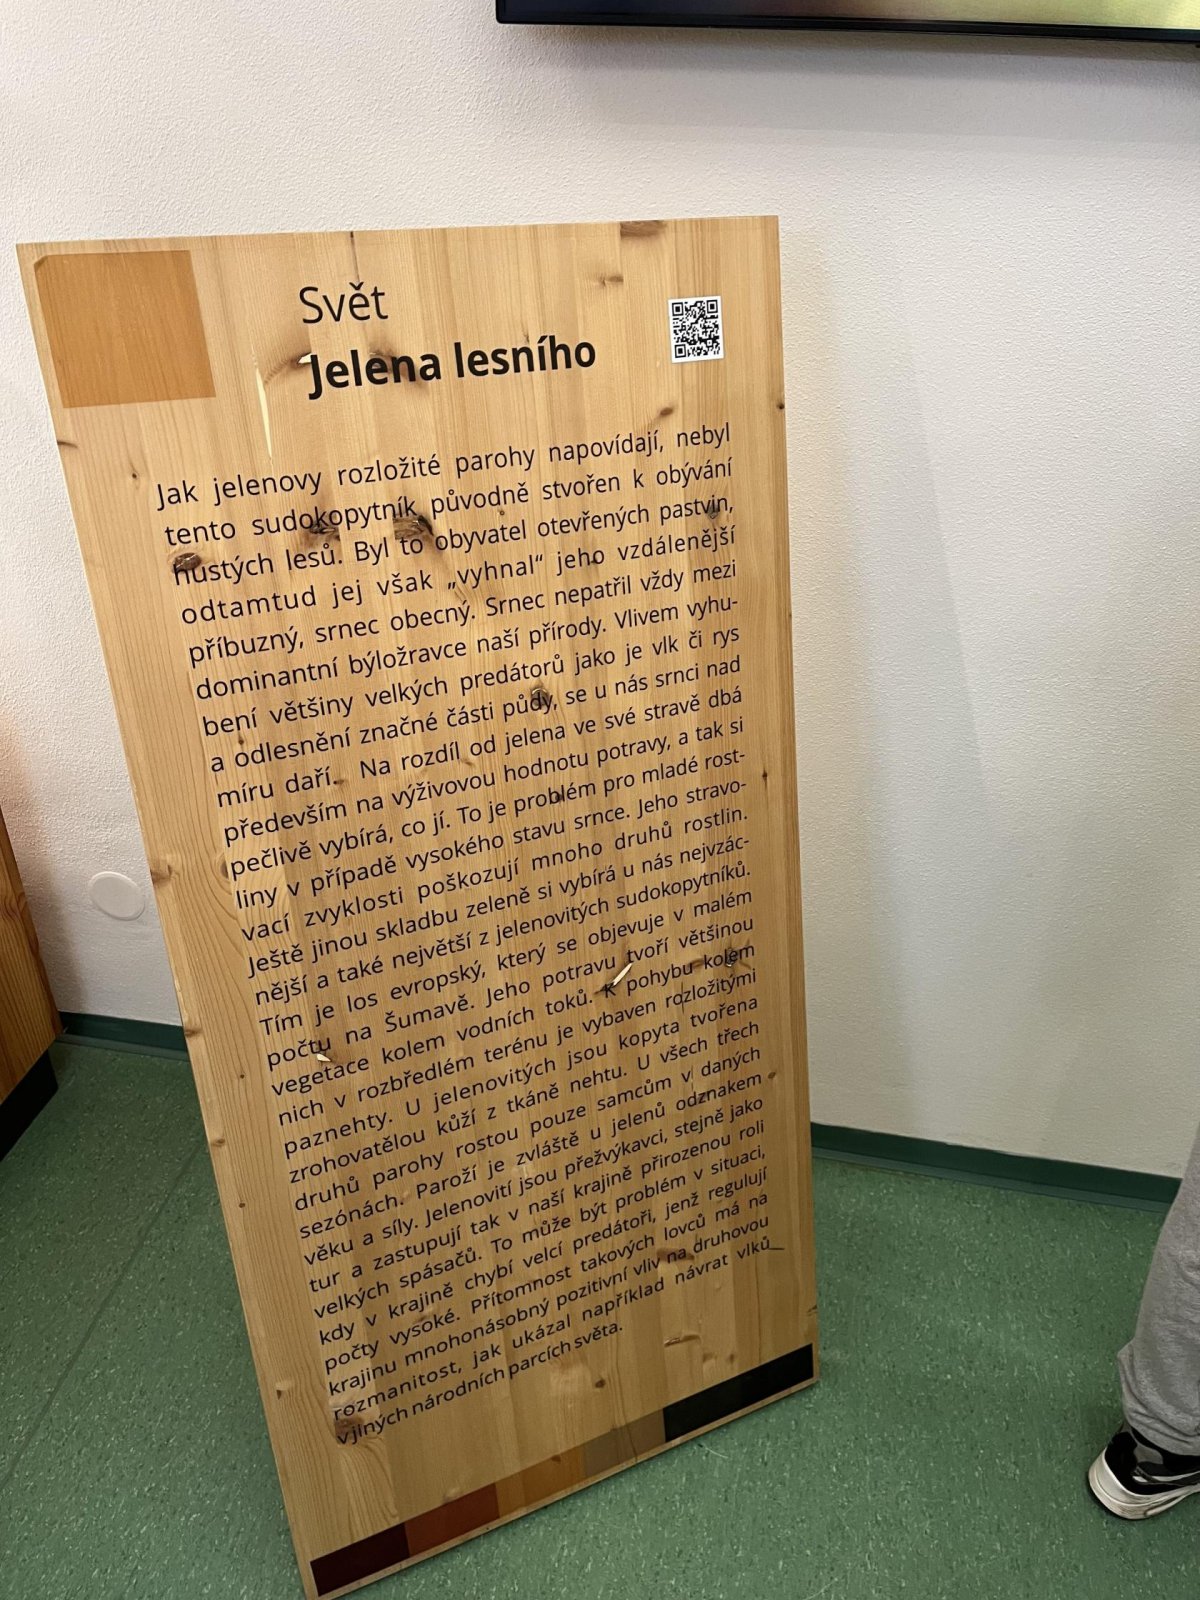 Svět
Jelena lesního
Jak jelenovy rozložité parohy napovídají, nebyl
tento sudokopytník původně stvořen k obývání
hustých lesů. Byl to obyvatel otevřených pastvin,
odtamtud jej však „vyhnal“ jeho vzdálenější
příbuzný, srnec obecný. Srnec nepatřil vždy mezi
dominantní býložravce naší přírody. Vlivem vyhu-
bení většiny velkých predátorů jako je vlk či rys
a odlesnění značné části půdy, se u nás srnci nad
míru daří. Na rozdíl od jelena ve své stravě dbá
především na výživovou hodnotu potravy, a tak si
pečlivě vybírá, co jí. To je problém pro mladé rost-
liny v případě vysokého stavu srnce. Jeho stravo-
vací zvyklosti poškozují mnoho druhů rostlin.
Ještě jinou skladbu zeleně si vybírá u nás nejvzác-
nější a také největší z jelenovitých sudokopytníků.
Tím je los evropský, který se objevuje v malém
počtu na Šumavě. Jeho potravu tvoří většinou
vegetace kolem vodních toků. K pohybu kolem
nich v rozbředlém terénu je vybaven rozložitými
paznehty. U jelenovitých jsou kopyta tvořena
zrohovatělou kůží z tkáně nehtu. U všech třech
druhů parohy rostou pouze samcům v daných
sezónách. Paroží je zvláště u jelenů odznakem
věku a síly. Jelenovití jsou přežvýkavci, stejně jako
tur a zastupují tak v naší krajině přirozenou roli
velkých spásačů. To může být problém v situaci,
kdy v krajině chybí velcí predátoři, jenž regulují
počty vysoké. Přítomnost takových lovců má na
krajinu mnohonásobný pozitivní vliv na druhovou
rozmanitost, jak ukázal například návrat vlků
v jiných národních parcích světa.